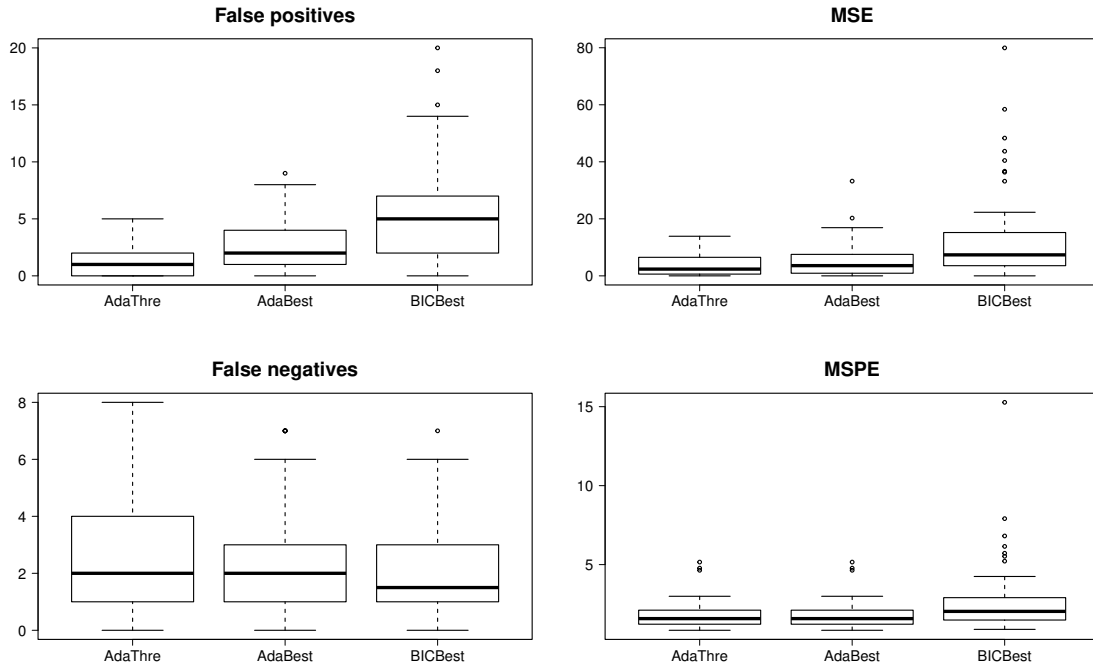 False positives
20
15
10
5
0
AdaThre AdaBest BICBest
MSE
80
60
40
20
0
AdaThre AdaBest BICBest
False negatives
8
6
4
2
0
AdaThre AdaBest BICBest
MSPE
15
10
5
AdaThre AdaBest BICBest